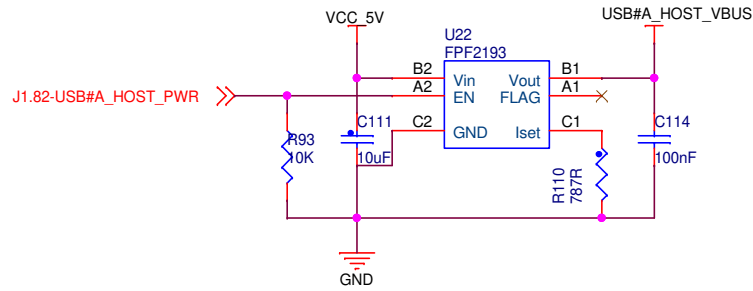 VCC_5V
USB#A_HOST_VBUS
U22
FPF2193
B2
Vin
Vout
B1
J1.82-USB#A_HOST_PWR
A2
EN
FLAG
A1
C2
GND
Iset
C1
R93
10K
C111
10uF
C114
100nF
R110
787R
GND